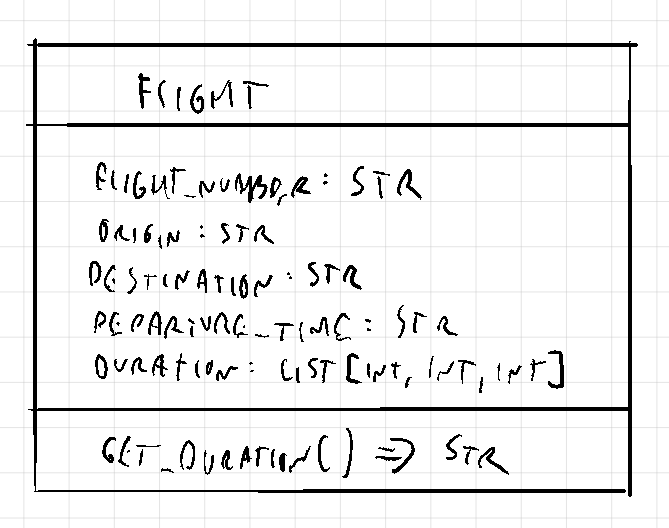 FLIGHT
FLIGHT_NUMBER: STR
ORIGIN: STR
DESTINATION: STR
DEPARTURE_TIME: STR
DURATION: LIST[INT, INT, INT]
GET_DURATION() => STR